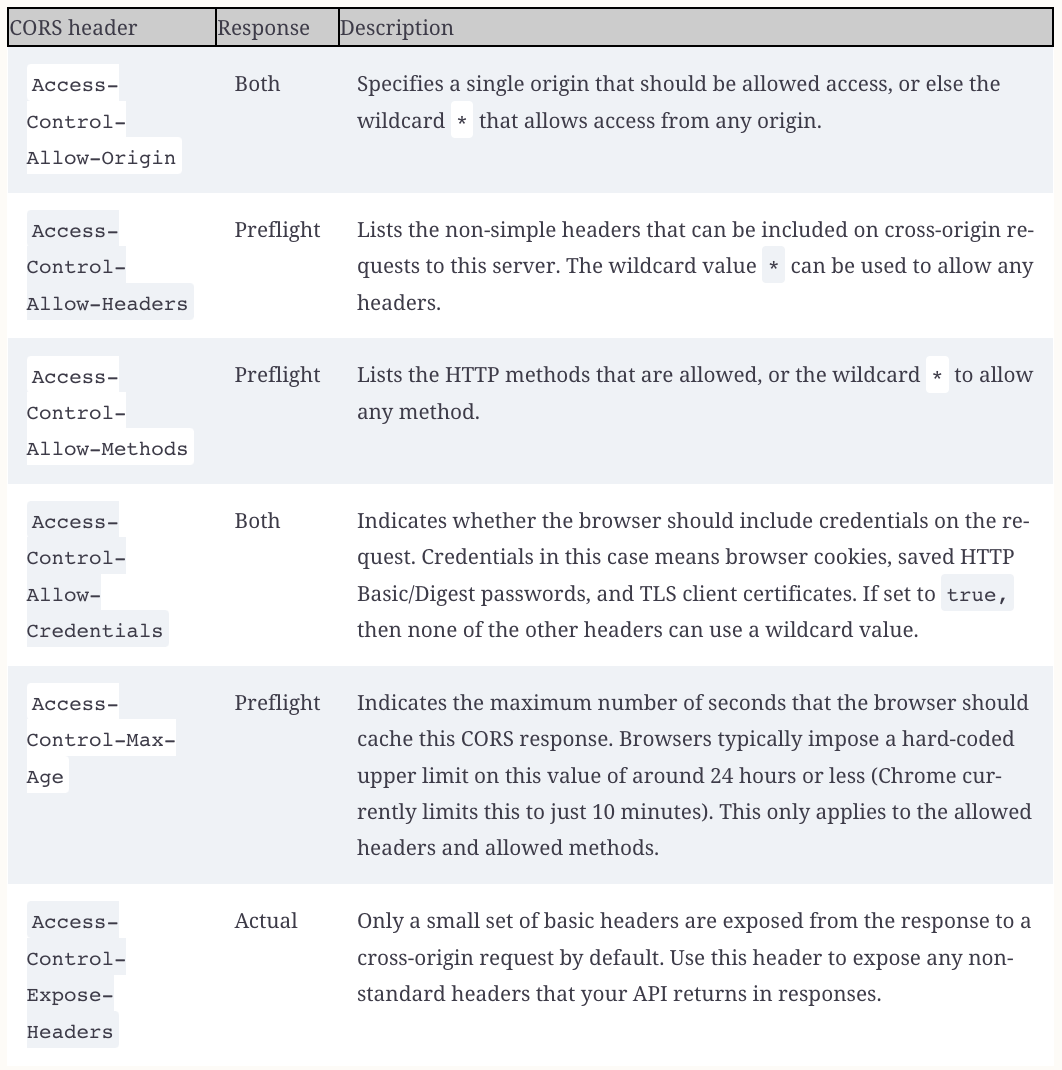 CORS header Response Description
Access- Both Specifies a single origin that should be allowed access, or else the
Control- wildcard * that allows access from any origin.
Allow-Origin
Access- Preflight Lists the non-simple headers that can be included on cross-origin re-
Control- quests to this server. The wildcard value * can be used to allow any
Allow-Headers headers.
Access- Preflight Lists the HTTP methods that are allowed, or the wildcard * to allow
Control- any method.
Allow-Methods
Access- Both Indicates whether the browser should include credentials on the re-
Control- quest. Credentials in this case means browser cookies, saved HTTP
Allow- Basic/Digest passwords, and TLS client certificates. If set to true,
Credentials then none of the other headers can use a wildcard value.
Access- Preflight Indicates the maximum number of seconds that the browser should
Control-Max- cache this CORS response. Browsers typically impose a hard-coded
Age upper limit on this value of around 24 hours or less (Chrome cur-
rently limits this to just 10 minutes). This only applies to the allowed
headers and allowed methods.
Access- Actual Only a small set of basic headers are exposed from the response to a
Control- cross-origin request by default. Use this header to expose any non-
Expose- standard headers that your API returns in responses.
Headers